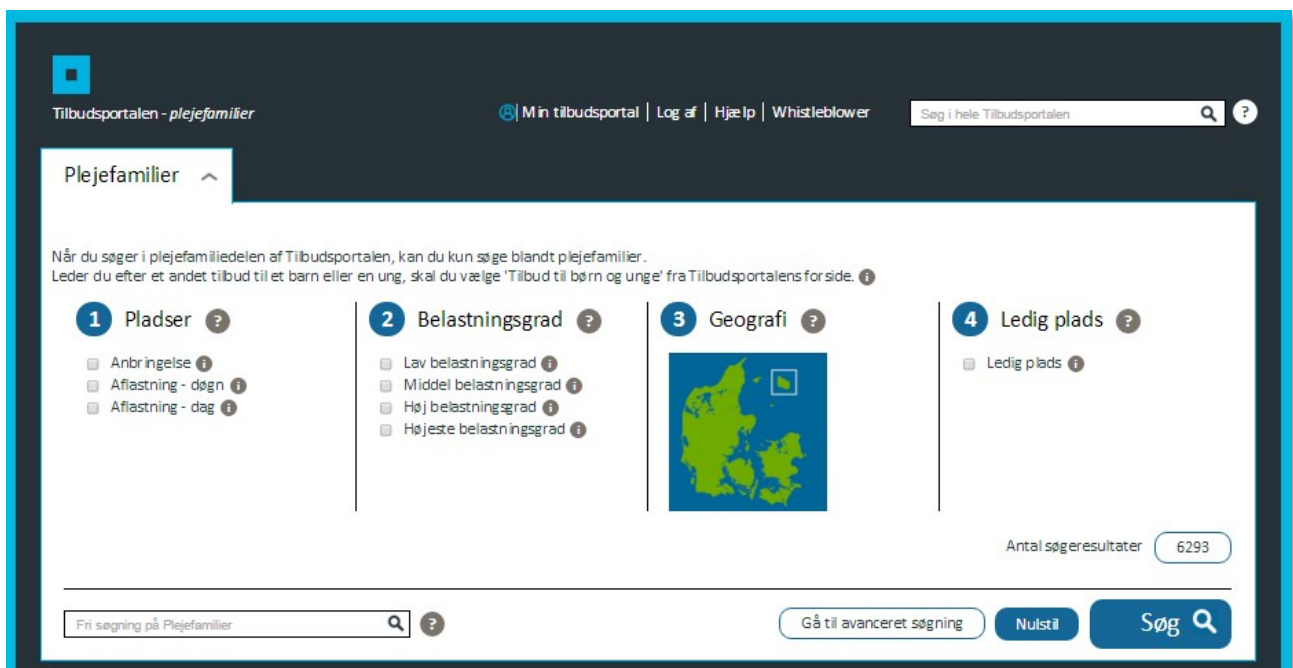 Tilbudsportalen - plejefamilier
Min tilbudsportal | Log af | Hjælp | Whistleblower
Søg i hele Tilbudsportalen
?
Plejefamilier
Når du søger i plejefamiliedelen af Tilbudsportalen, kan du kun søge blandt plejefamilier.
Leder du efter et andet tilbud til et barn eller en ung, skal du vælge 'Tilbud til børn og unge' fra Tilbudsportalens forside. i
1 Pladser ?
Anbringelse i
Aflastning - døgn i
Aflastning - dag i
2 Belastningsgrad ?
Lav belastningsgrad i
Middel belastningsgrad i
Høj belastningsgrad i
Højeste belastningsgrad i
3 Geografi ?
4 Ledig plads ?
Ledig plads i
Antal søgeresultater 6293
Fri søgning på Plejefamilier ?
Gå til avanceret søgning
Nulstil
Søg